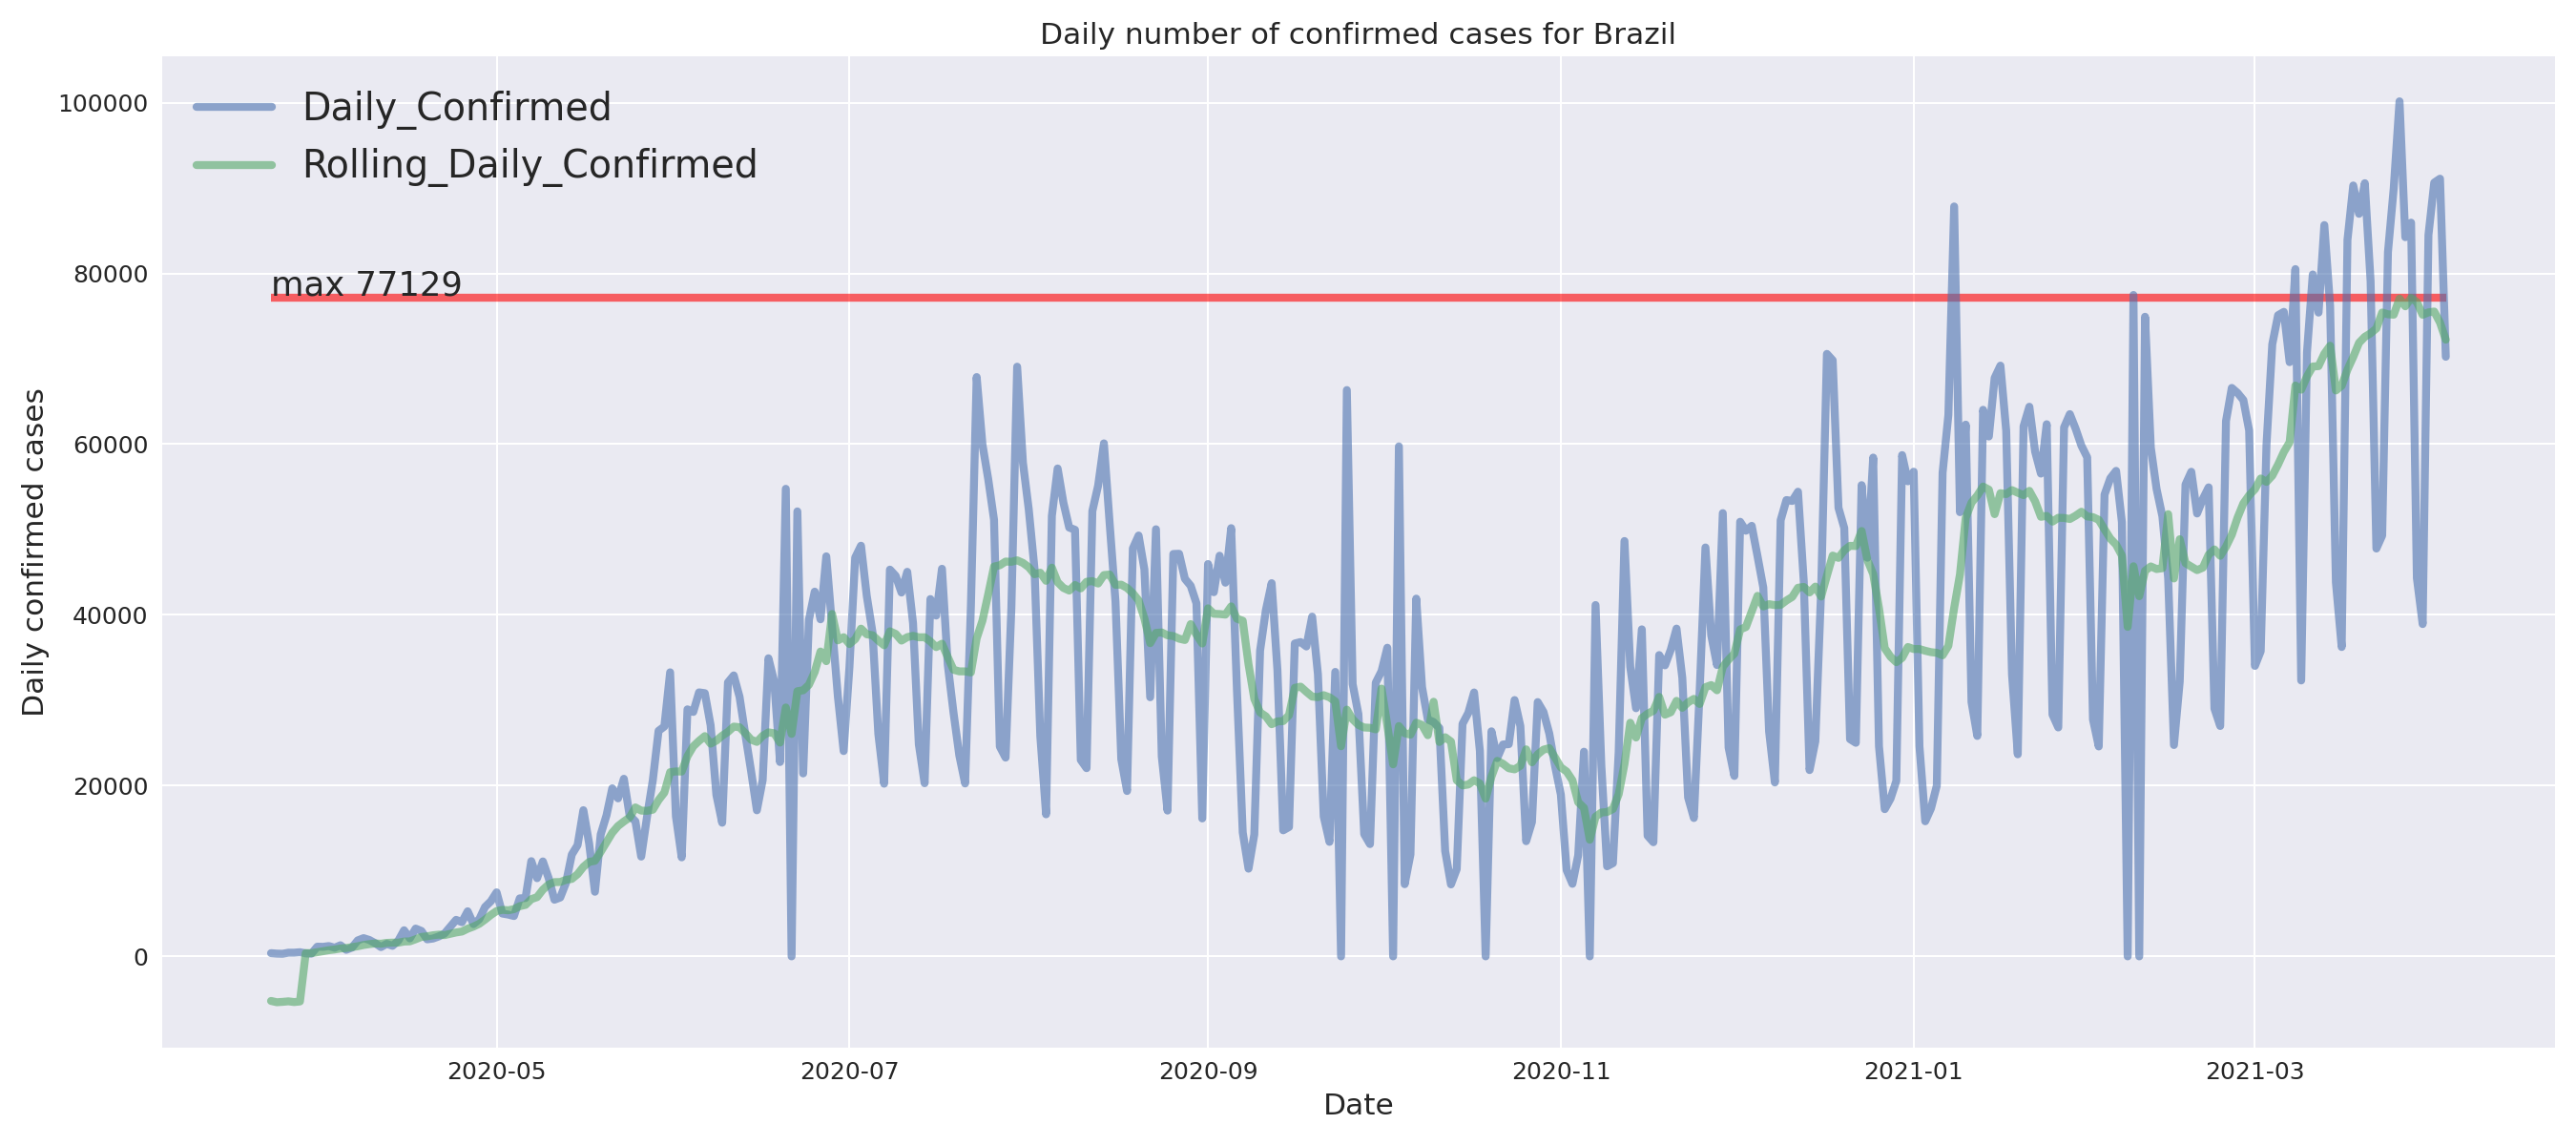 Daily number of confirmed cases for Brazil
Daily_Confirmed
Rolling_Daily_Confirmed
max 77129
Daily confirmed cases
100000
80000
60000
40000
20000
0
2020-05 2020-07 2020-09 2020-11 2021-01 2021-03
Date